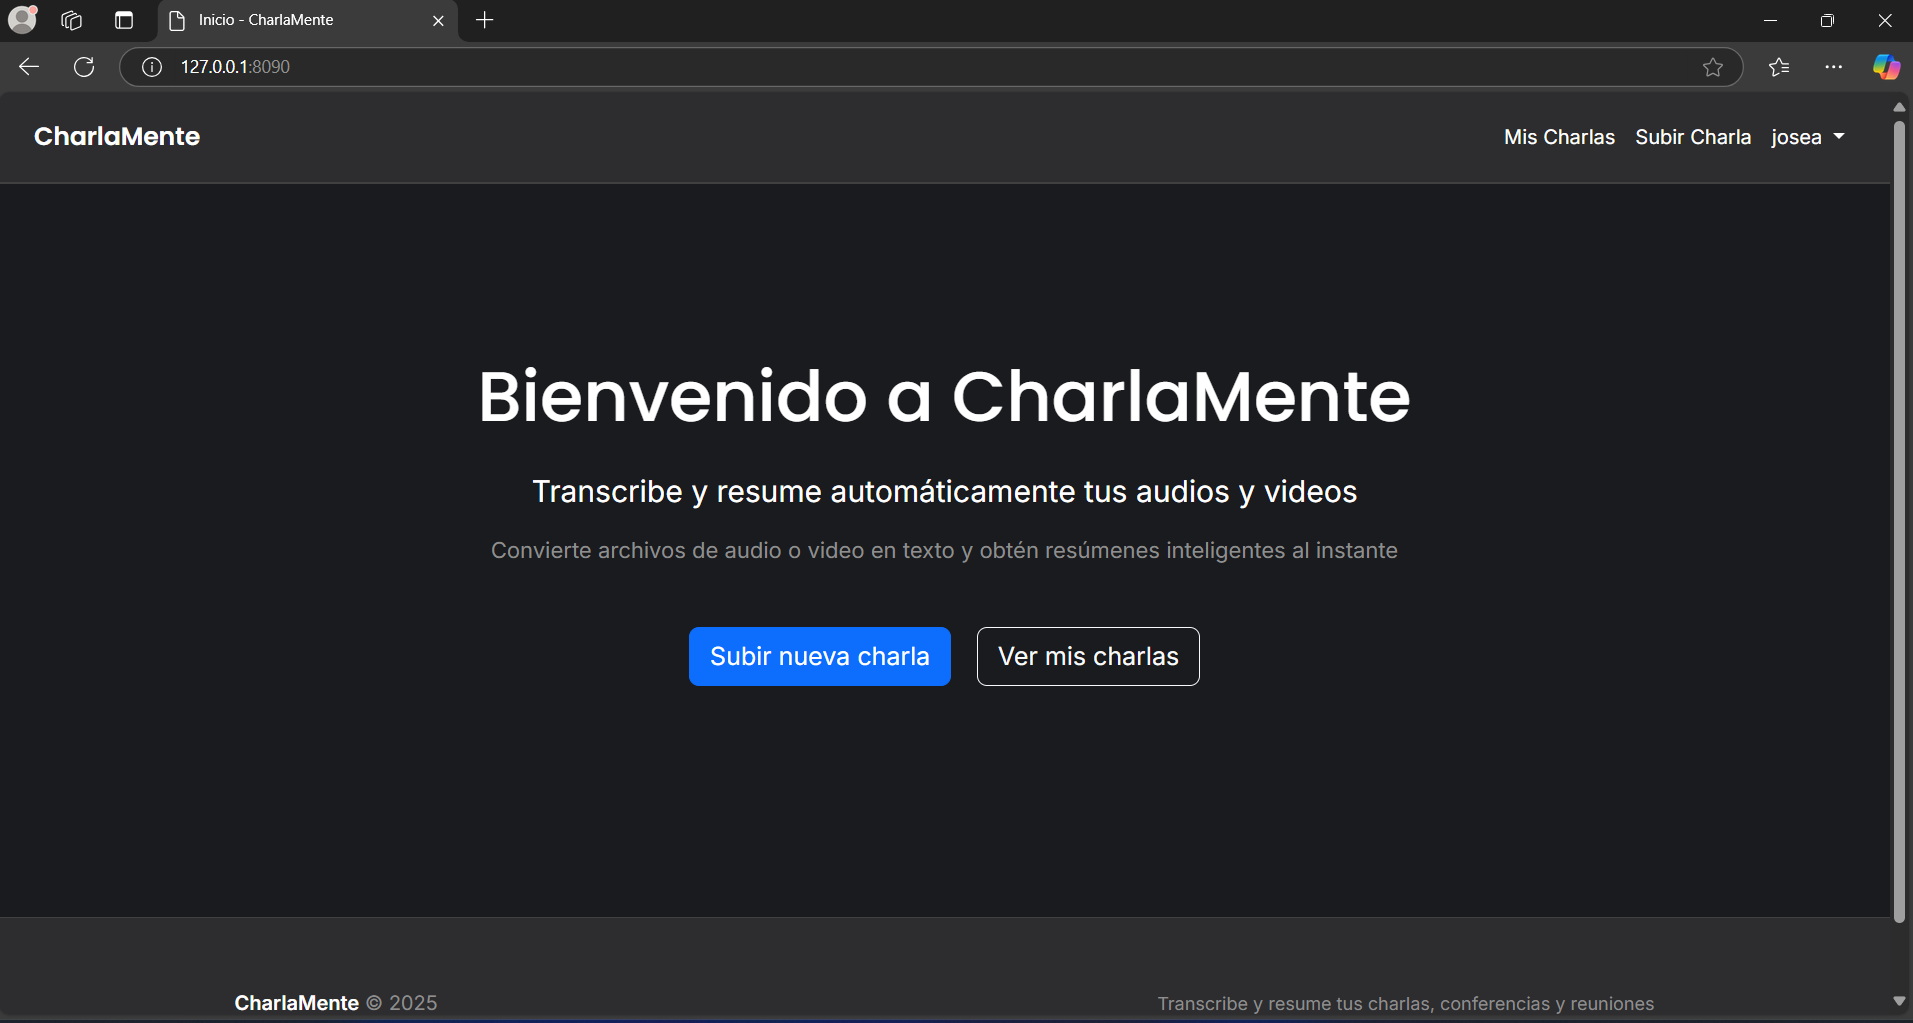 Inicio - CharlaMente
127.0.0.1:8090
CharlaMente
Mis Charlas Subir Charla josea
Bienvenido a CharlaMente
Transcribe y resume automáticamente tus audios y videos
Convierte archivos de audio o video en texto y obtén resúmenes inteligentes al instante
Subir nueva charla Ver mis charlas
CharlaMente © 2025 Transcribe y resume tus charlas, conferencias y reuniones